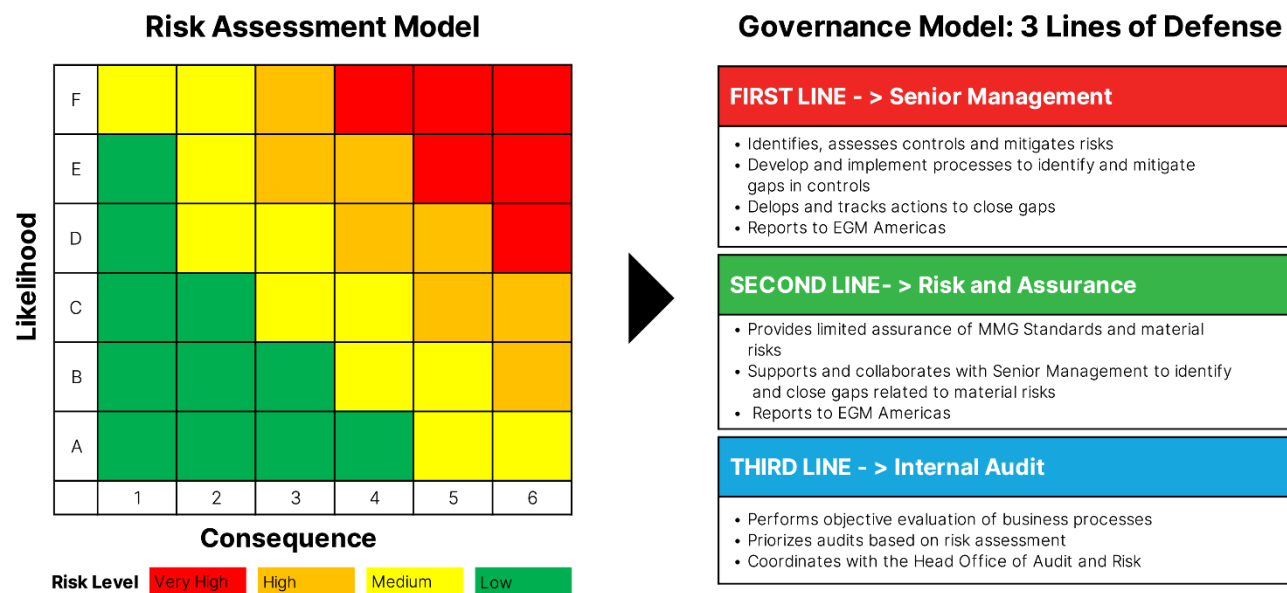 Risk Assessment Model
F
E
D
C
B
A
1 2 3 4 5 6
Likelihood
Consequence
Risk Level Very High High Medium Low
Governance Model: 3 Lines of Defense
FIRST LINE - > Senior Management
• Identifies, assesses controls and mitigates risks
• Develop and implement processes to identify and mitigate
gaps in controls
• Delops and tracks actions to close gaps
• Reports to EGM Americas
SECOND LINE- > Risk and Assurance
• Provides limited assurance of MMG Standards and material
risks
• Supports and collaborates with Senior Management to identify
and close gaps related to material risks
• Reports to EGM Americas
THIRD LINE - > Internal Audit
• Performs objective evaluation of business processes
• Priorizes audits based on risk assessment
• Coordinates with the Head Office of Audit and Risk